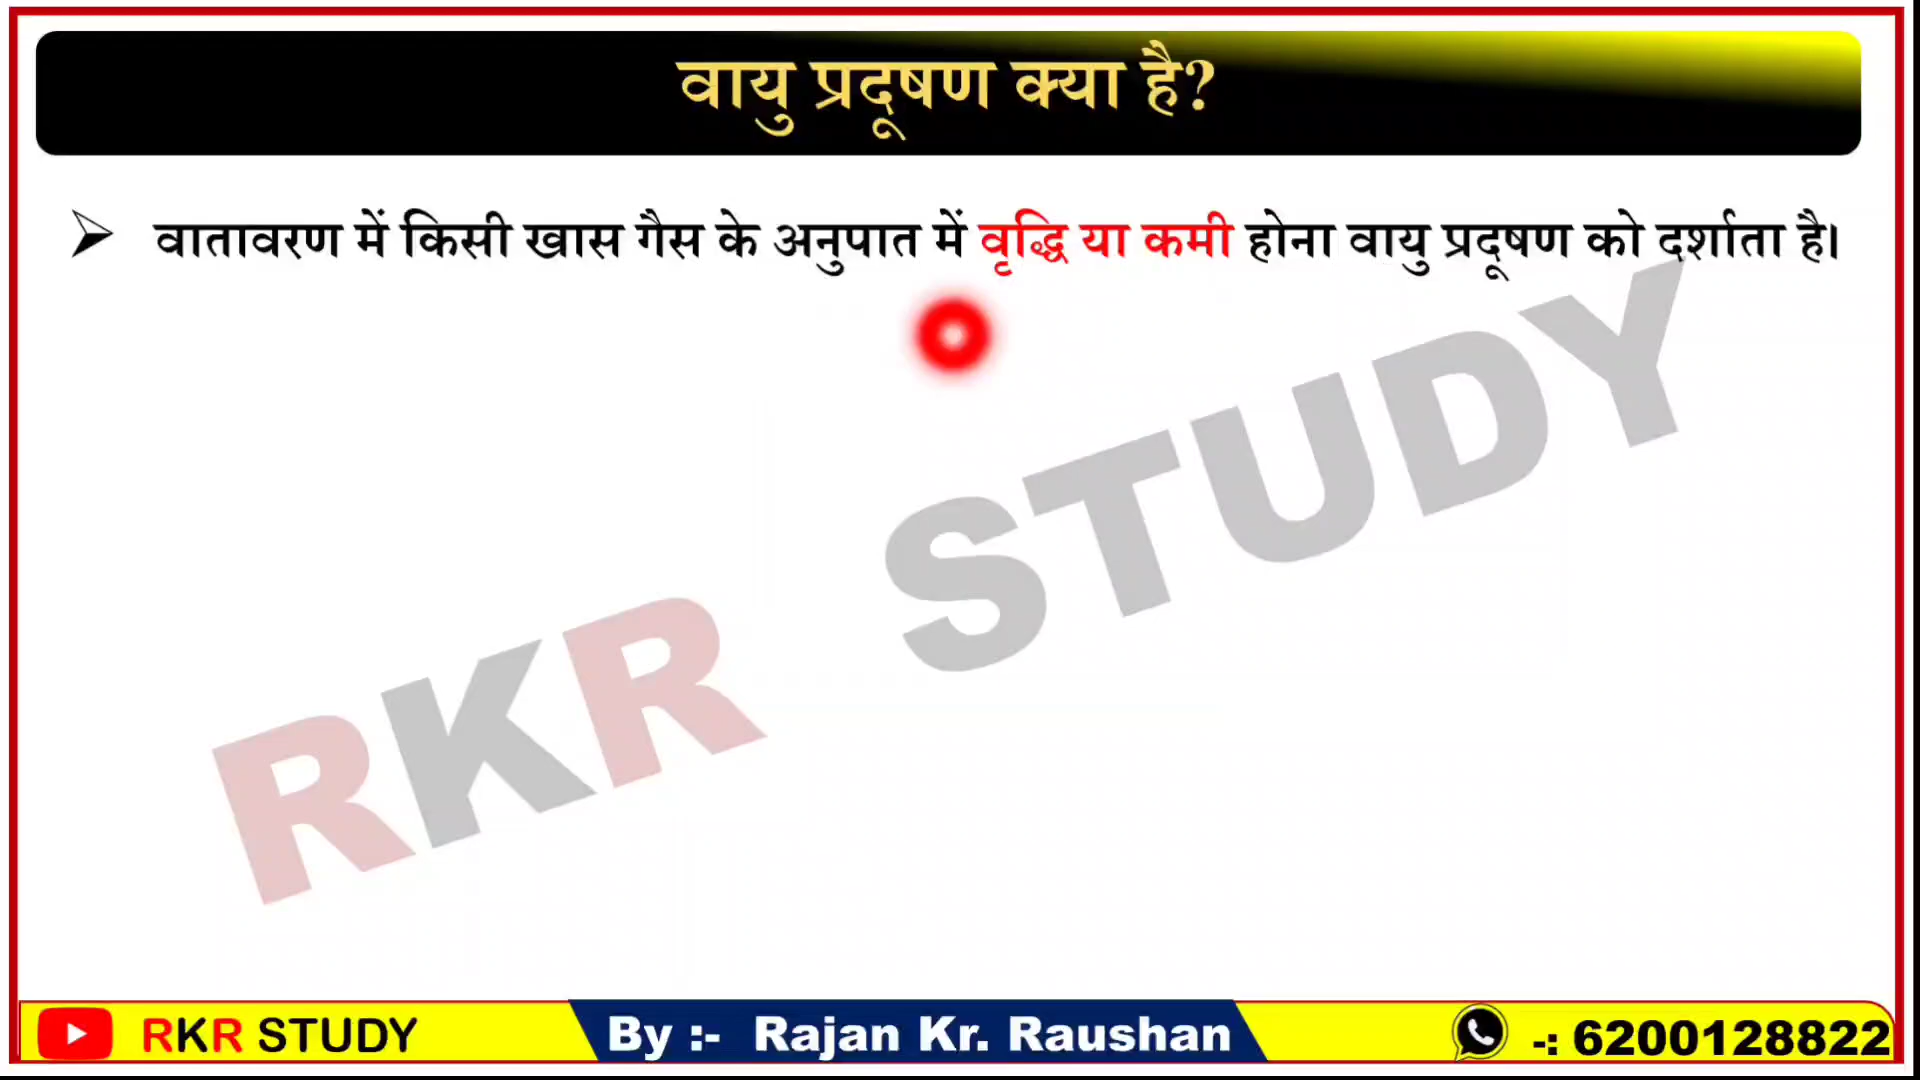 वायु प्रदूषण क्या है?
➢ वातावरण में किसी खास गैस के अनुपात में वृद्धि या कमी होना वायु प्रदूषण को दर्शाता है।
RKR STUDY
RKR STUDY By :- Rajan Kr. Raushan -: 6200128822